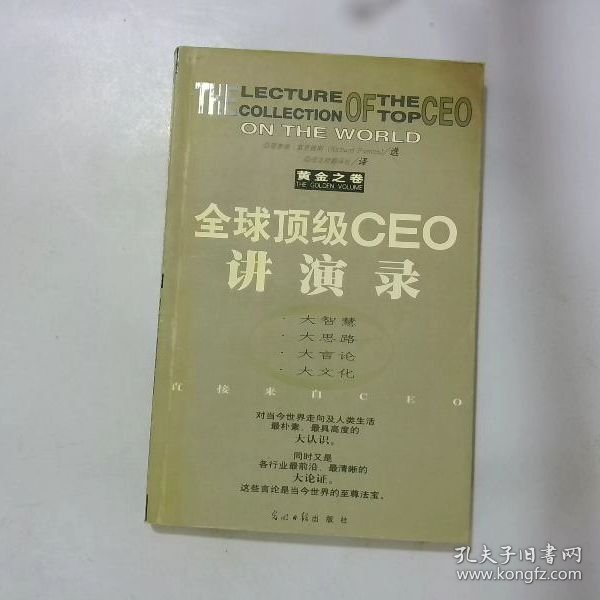 THE LECTURE COLLECTION OF THE TOP CEO
ON THE WORLD
选
译
黄金之卷
THE GOLDEN VOLUME
全球顶级CEO
讲演录
· 大智慧
· 大思路
· 大言论
· 大文化
直接来自CEO
对当今世界走向及人类生活
最朴素、最具高度的
大认识。
同时又是
各行业最前沿、最清晰的
大论证。
这些言论是当今世界的至尊法宝。
光明日报出版社
孔夫子旧书网
www.kongfz.com